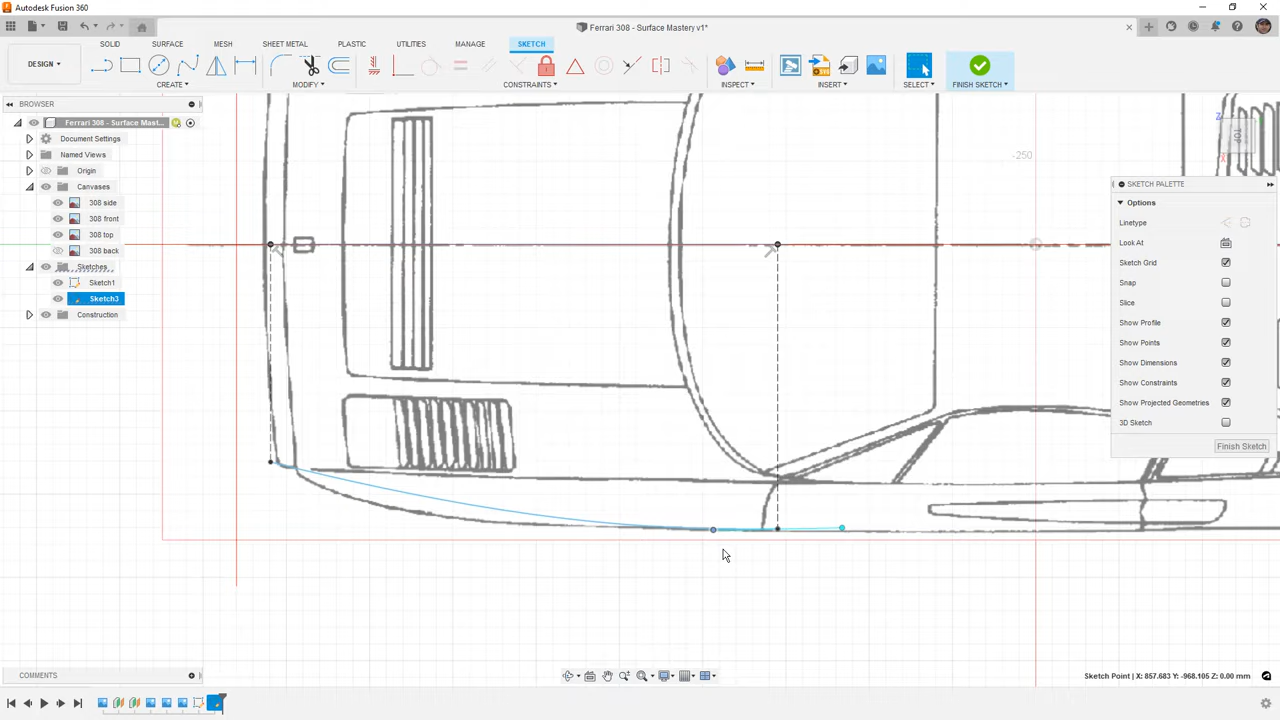 Autodesk Fusion 360
Ferrari 308 - Surface Mastery v1*
SOLID SURFACE MESH SHEET METAL PLASTIC UTILITIES MANAGE SKETCH
DESIGN
CREATE MODIFY CONSTRAINTS INSPECT INSERT SELECT FINISH SKETCH
BROWSER
Ferrari 308 - Surface Mast...
Document Settings
Named Views
Origin
Canvases
308 side
308 front
308 top
308 back
Sketches
Sketch1
Sketch3
Construction
-250
Z
TOP
X
SKETCH PALETTE
Options
Linetype
Look At
Sketch Grid
Snap
Slice
Show Profile
Show Points
Show Dimensions
Show Constraints
Show Projected Geometries
3D Sketch
Finish Sketch
COMMENTS
Sketch Point | X: 857.683 Y: -968.105 Z: 0.00 mm